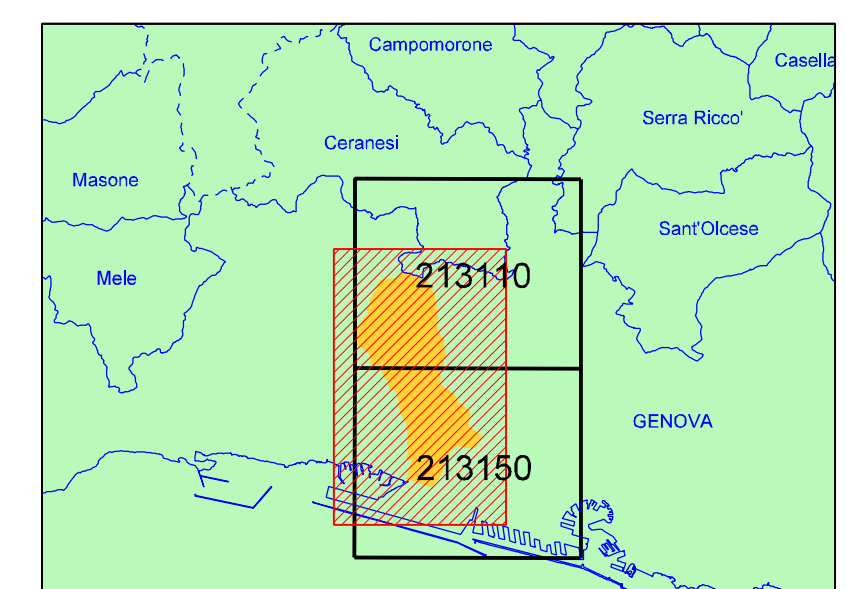 Campomorone
Casella
Serra Ricco'
Ceranesi
Masone
Sant'Olcese
Mele
213110
GENOVA
213150